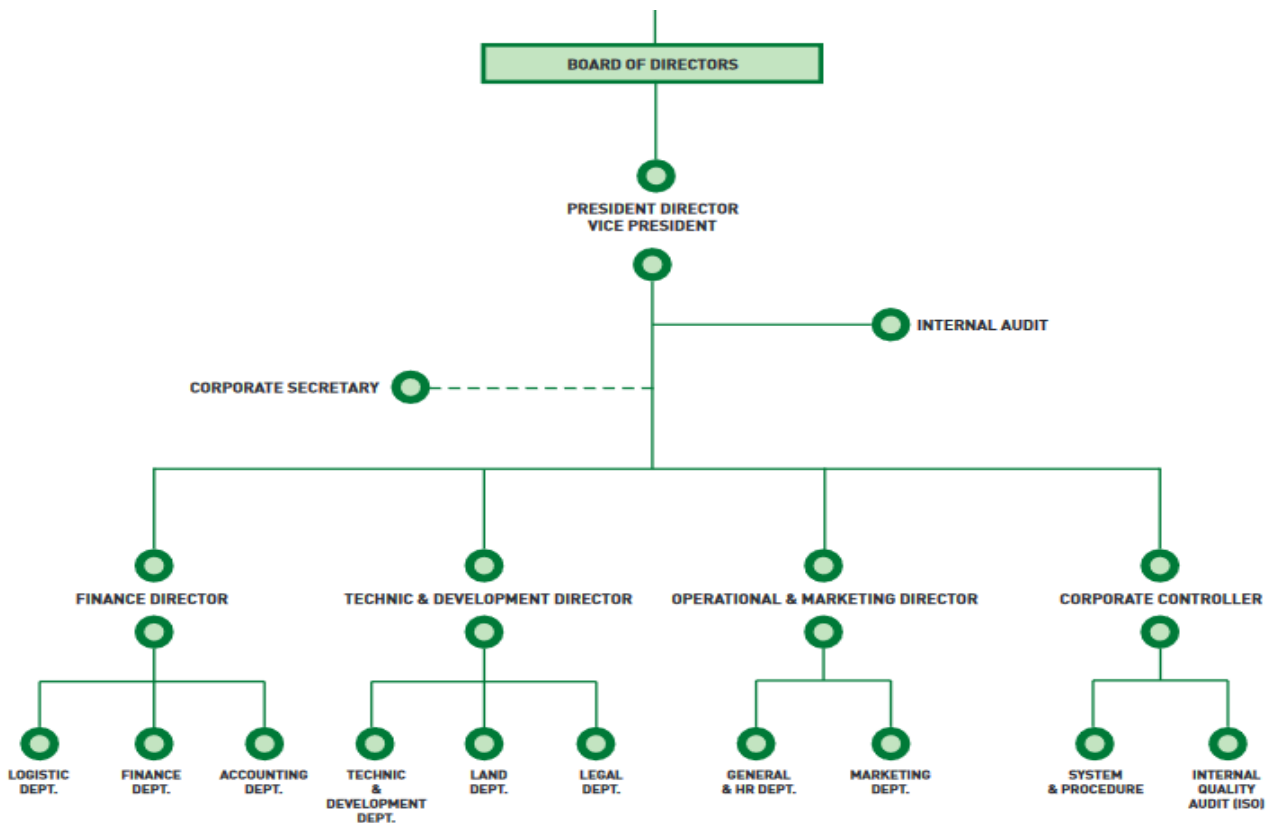 BOARD OF DIRECTORS
PRESIDENT DIRECTOR
VICE PRESIDENT
INTERNAL AUDIT
CORPORATE SECRETARY
FINANCE DIRECTOR
TECHNIC & DEVELOPMENT DIRECTOR
OPERATIONAL & MARKETING DIRECTOR
CORPORATE CONTROLLER
LOGISTIC
DEPT.
FINANCE
DEPT.
ACCOUNTING
DEPT.
TECHNIC
&
DEVELOPMENT
DEPT.
LAND
DEPT.
LEGAL
DEPT.
GENERAL
& HR DEPT.
MARKETING
DEPT.
SYSTEM
& PROCEDURE
INTERNAL
QUALITY
AUDIT (ISO)